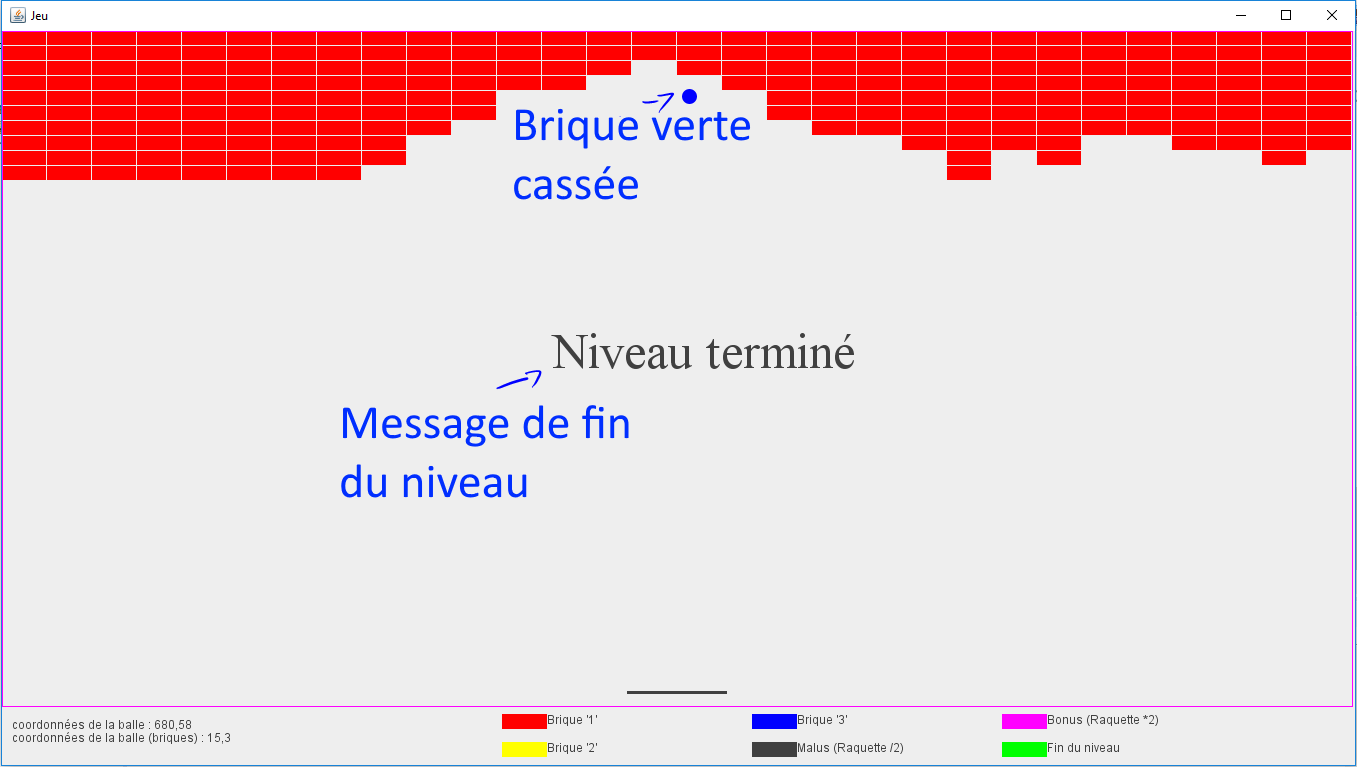 Jeu
Brique verte
cassée
Niveau terminé
Message de fin
du niveau
coordonnées de la balle : 680,58
coordonnées de la balle (briques) : 15,3
Brique '1'
Brique '3'
Bonus (Raquette *2)
Brique '2'
Malus (Raquette /2)
Fin du niveau